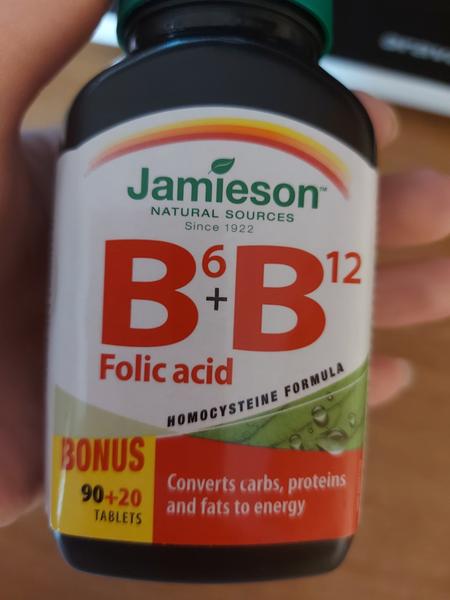 Jamieson™
NATURAL SOURCES
Since 1922
B6+B12
Folic acid
HOMOCYSTEINE FORMULA
BONUS
90+20
TABLETS
Converts carbs, proteins
and fats to energy